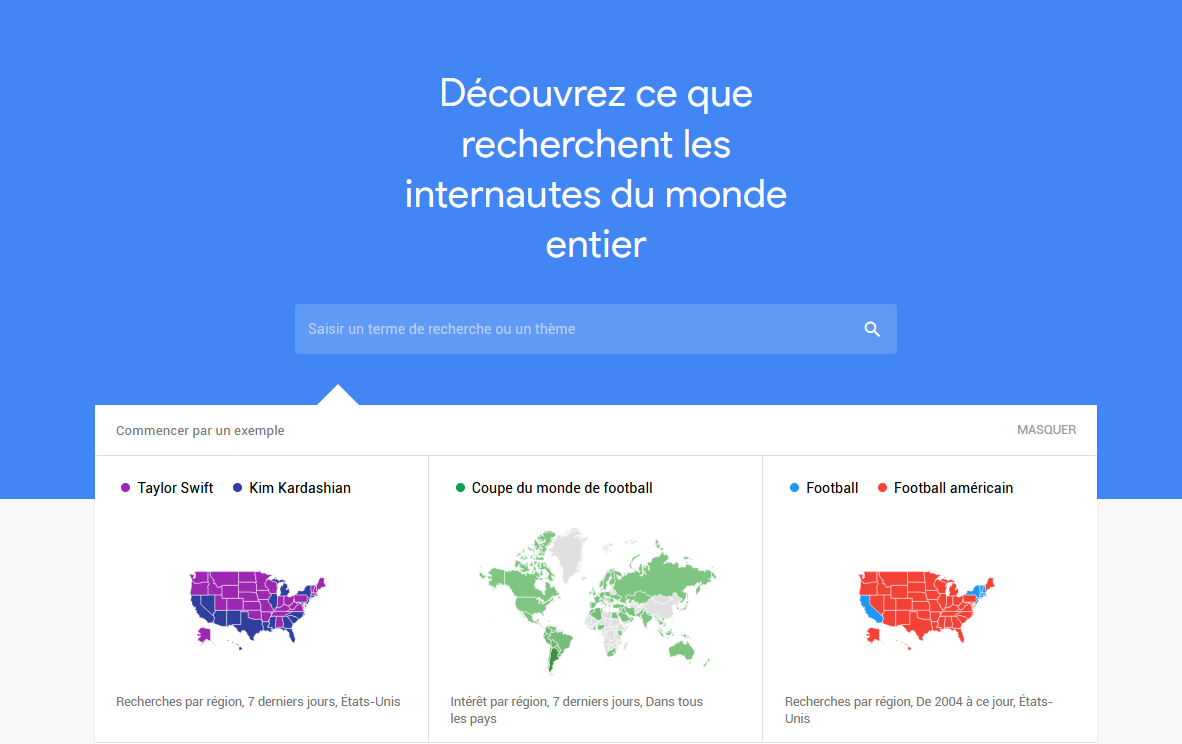 Découvrez ce que
recherchent les
internautes du monde
entier
Saisir un terme de recherche ou un thème
Commencer par un exemple
MASQUER
Taylor Swift
Kim Kardashian
Coupe du monde de football
Football
Football américain
Recherches par région, 7 derniers jours, États-Unis
Intérêt par région, 7 derniers jours, Dans tous
les pays
Recherches par région, De 2004 à ce jour, États-
Unis